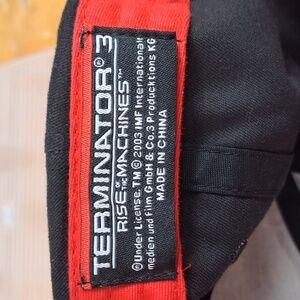 TERMINATOR® 3
RISE OF THE MACHINES™
©Under License.TM © 2003 IMF Internationale
medien und Film GmbH & Co.3 Producktions KG
MADE IN CHINA